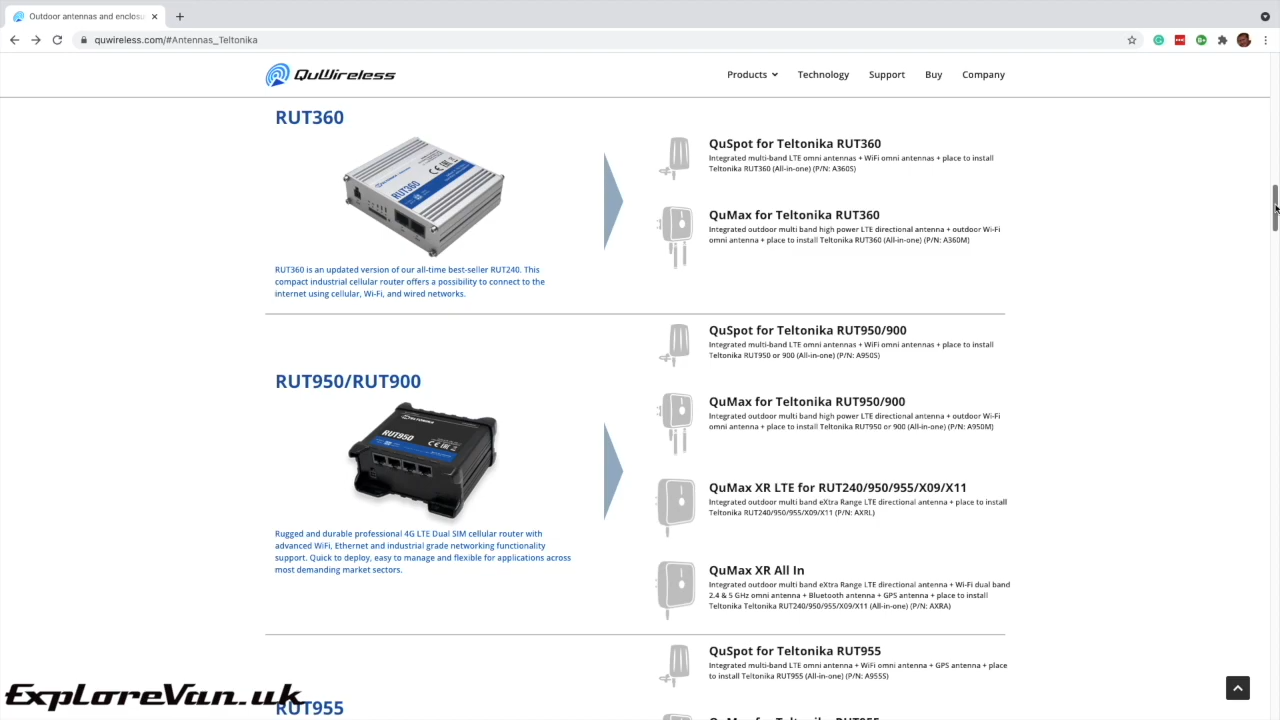 Outdoor antennas and enclosu
quwireless.com/#Antennas_Teltonika
QuWireless
Products
Technology
Support
Buy
Company
RUT360
RUT360
RUT360 is an updated version of our all-time best-seller RUT240. This
compact industrial cellular router offers a possibility to connect to the
internet using cellular, Wi-Fi, and wired networks.
QuSpot for Teltonika RUT360
Integrated multi-band LTE omni antennas + WiFi omni antennas + place to install
Teltonika RUT360 (All-in-one) (P/N: A360S)
QuMax for Teltonika RUT360
Integrated outdoor multi band high power LTE directional antenna + outdoor Wi-Fi
omni antenna + place to install Teltonika RUT360 (All-in-one) (P/N: A360M)
RUT950/RUT900
TELTONIKA
RUT950
Rugged and durable professional 4G LTE Dual SIM cellular router with
advanced WiFi, Ethernet and industrial grade networking functionality
support. Quick to deploy, easy to manage and flexible for applications across
most demanding market sectors.
QuSpot for Teltonika RUT950/900
Integrated multi-band LTE omni antennas + WiFi omni antennas + place to install
Teltonika RUT950 or 900 (All-in-one) (P/N: A950S)
QuMax for Teltonika RUT950/900
Integrated outdoor multi band high power LTE directional antenna + outdoor Wi-Fi
omni antenna + place to install Teltonika RUT950 or 900 (All-in-one) (P/N: A950M)
QuMax XR LTE for RUT240/950/955/X09/X11
Integrated outdoor multi band eXtra Range LTE directional antenna + place to install
Teltonika RUT240/950/955/X09/X11 (P/N: AXRL)
QuMax XR All In
Integrated outdoor multi band eXtra Range LTE directional antenna + Wi-Fi dual band
2.4 & 5 GHz omni antenna + Bluetooth antenna + GPS antenna + place to install
Teltonika Teltonika RUT240/950/955/X09/X11 (All-in-one) (P/N: AXRA)
QuSpot for Teltonika RUT955
Integrated multi-band LTE omni antennas + WiFi omni antennas + GPS antenna + place
to install Teltonika RUT955 (All-in-one) (P/N: A955S)
RUT955
QuMax for Teltonika RUT955
ExploreVan.uk